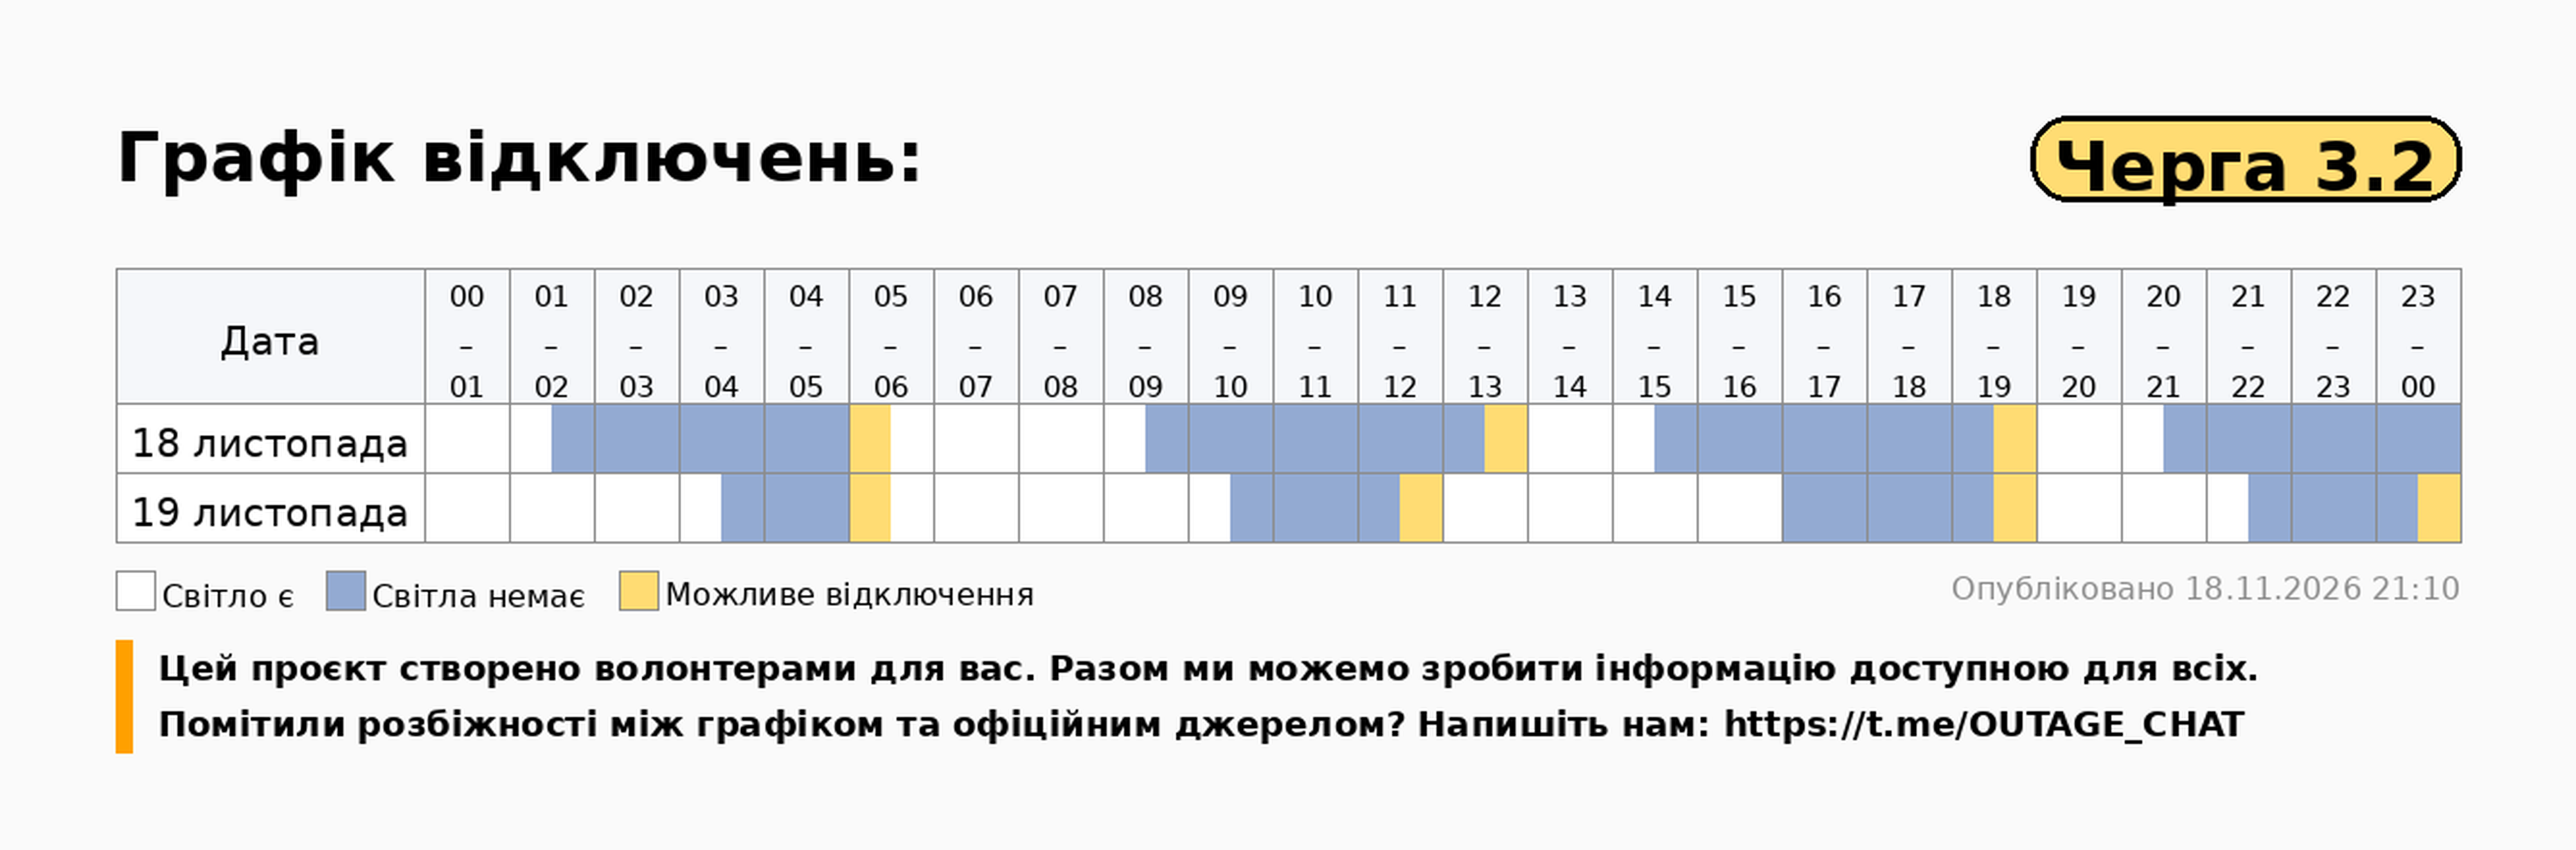 Графік відключень:
Черга 3.2
Дата 00 – 01 01 – 02 02 – 03 03 – 04 04 – 05 05 – 06 06 – 07 07 – 08 08 – 09 09 – 10 10 – 11 11 – 12 12 – 13 13 – 14 14 – 15 15 – 16 16 – 17 17 – 18 18 – 19 19 – 20 20 – 21 21 – 22 22 – 23 23 – 00
18 листопада
19 листопада
Світло є Світла немає Можливе відключення
Опубліковано 18.11.2026 21:10
Цей проєкт створено волонтерами для вас. Разом ми можемо зробити інформацію доступною для всіх.
Помітили розбіжності між графіком та офіційним джерелом? Напишіть нам: https://t.me/OUTAGE_CHAT